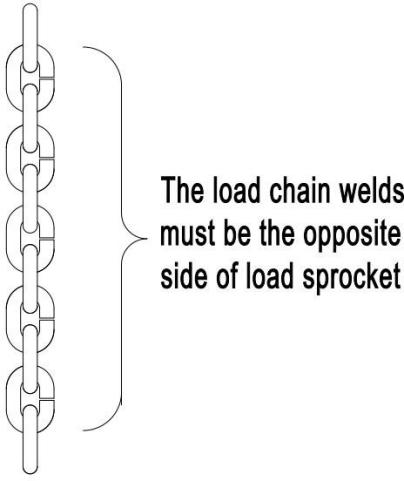 The load chain welds
must be the opposite
side of load sprocket